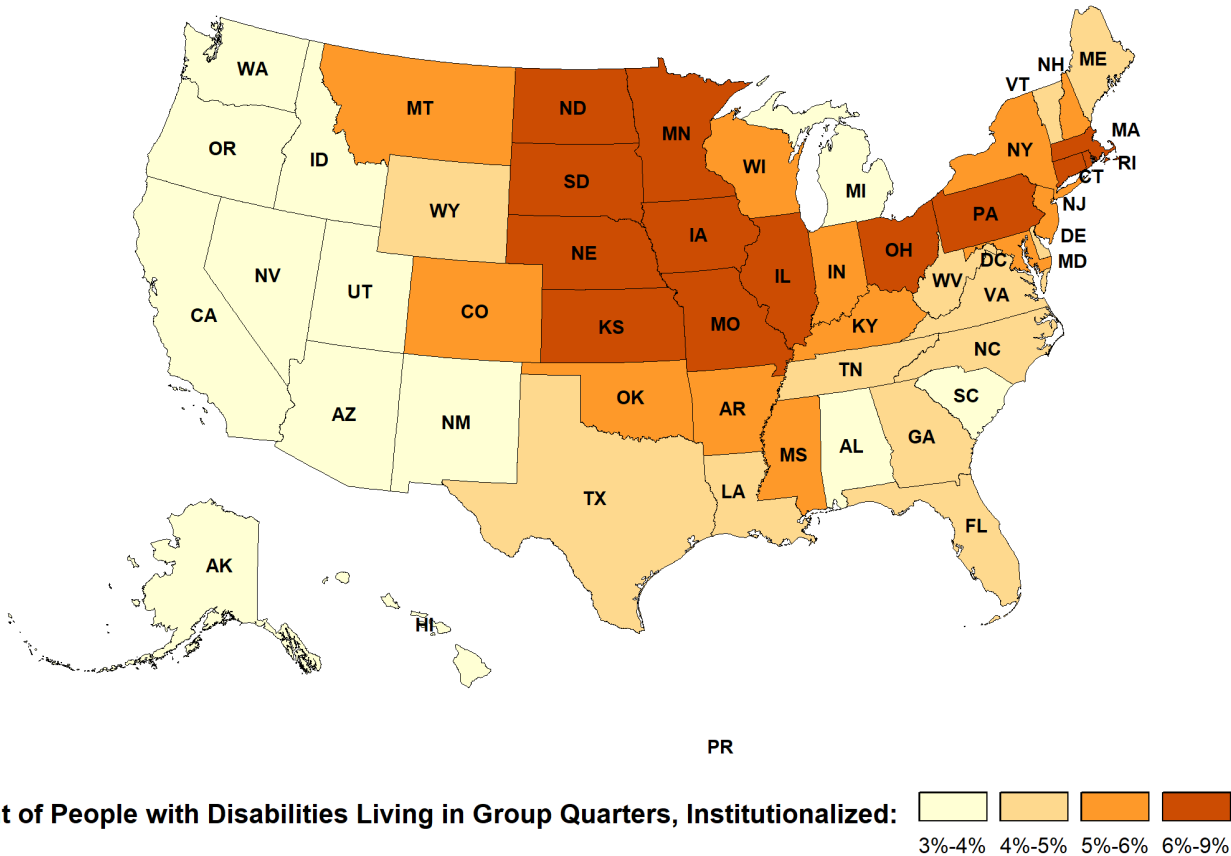 WA
OR
CA
NV
ID
MT
WY
UT
AZ
CO
NM
ND
SD
NE
KS
OK
TX
MN
IA
MO
AR
LA
WI
IL
MS
MI
IN
KY
TN
AL
OH
WV
VA
NC
SC
GA
FL
PA
NY
VT
NH
ME
MA
RI
CT
NJ
DE
MD
DC
AK
HI
PR
t of People with Disabilities Living in Group Quarters, Institutionalized:
3%-4% 4%-5% 5%-6% 6%-9%